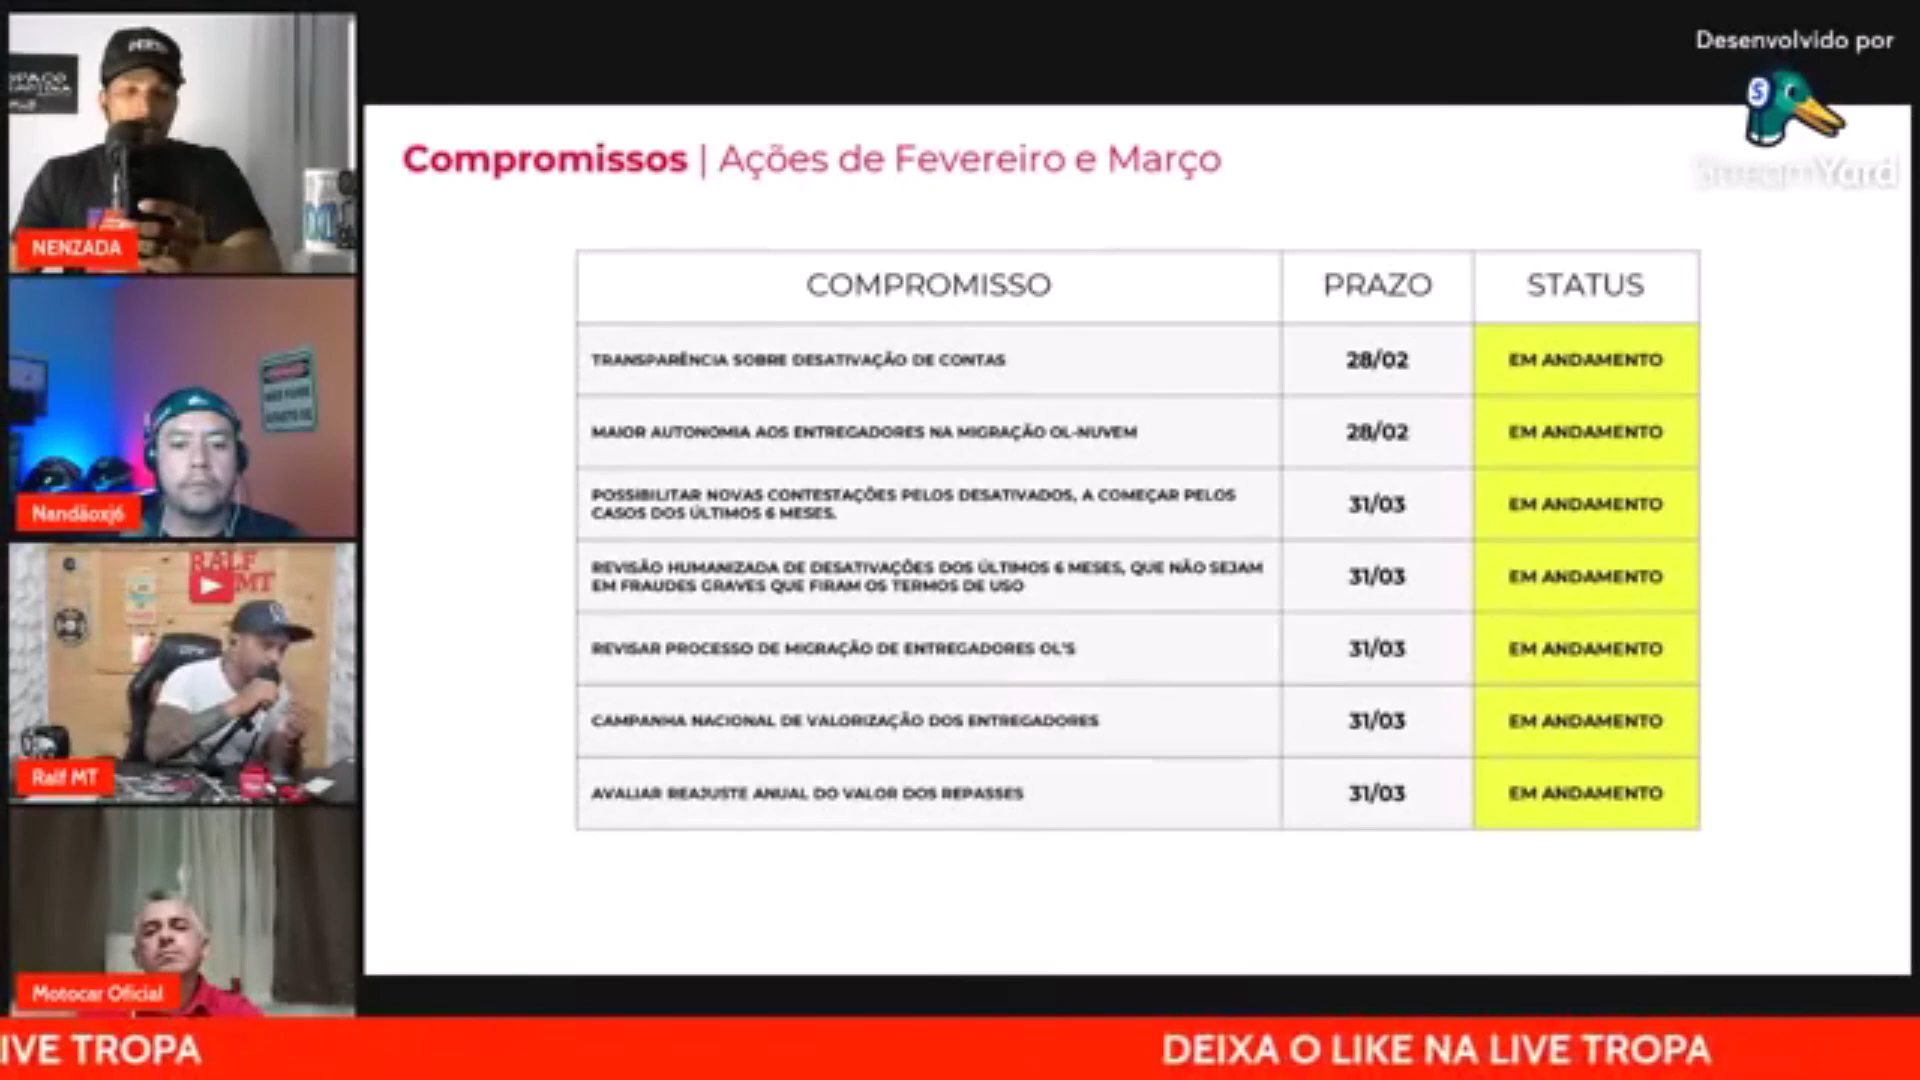 Desenvolvido por
StreamYard
NENZADA
Nandãoxj6
RALF
MT
Ralf MT
Motocar Oficial
Compromissos | Ações de Fevereiro e Março
COMPROMISSO PRAZO STATUS
TRANSPARÊNCIA SOBRE DESATIVAÇÃO DE CONTAS 28/02 EM ANDAMENTO
MAIOR AUTONOMIA AOS ENTREGADORES NA MIGRAÇÃO OL-NUVEM 28/02 EM ANDAMENTO
POSSIBILITAR NOVAS CONTESTAÇÕES PELOS DESATIVADOS, A COMEÇAR PELOS
CASOS DOS ÚLTIMOS 6 MESES. 31/03 EM ANDAMENTO
REVISÃO HUMANIZADA DE DESATIVAÇÕES DOS ÚLTIMOS 6 MESES, QUE NÃO SEJAM
EM FRAUDES GRAVES QUE FIRAM OS TERMOS DE USO 31/03 EM ANDAMENTO
REVISAR PROCESSO DE MIGRAÇÃO DE ENTREGADORES OL'S 31/03 EM ANDAMENTO
CAMPANHA NACIONAL DE VALORIZAÇÃO DOS ENTREGADORES 31/03 EM ANDAMENTO
AVALIAR REAJUSTE ANUAL DO VALOR DOS REPASSES 31/03 EM ANDAMENTO
IVE TROPA DEIXA O LIKE NA LIVE TROPA